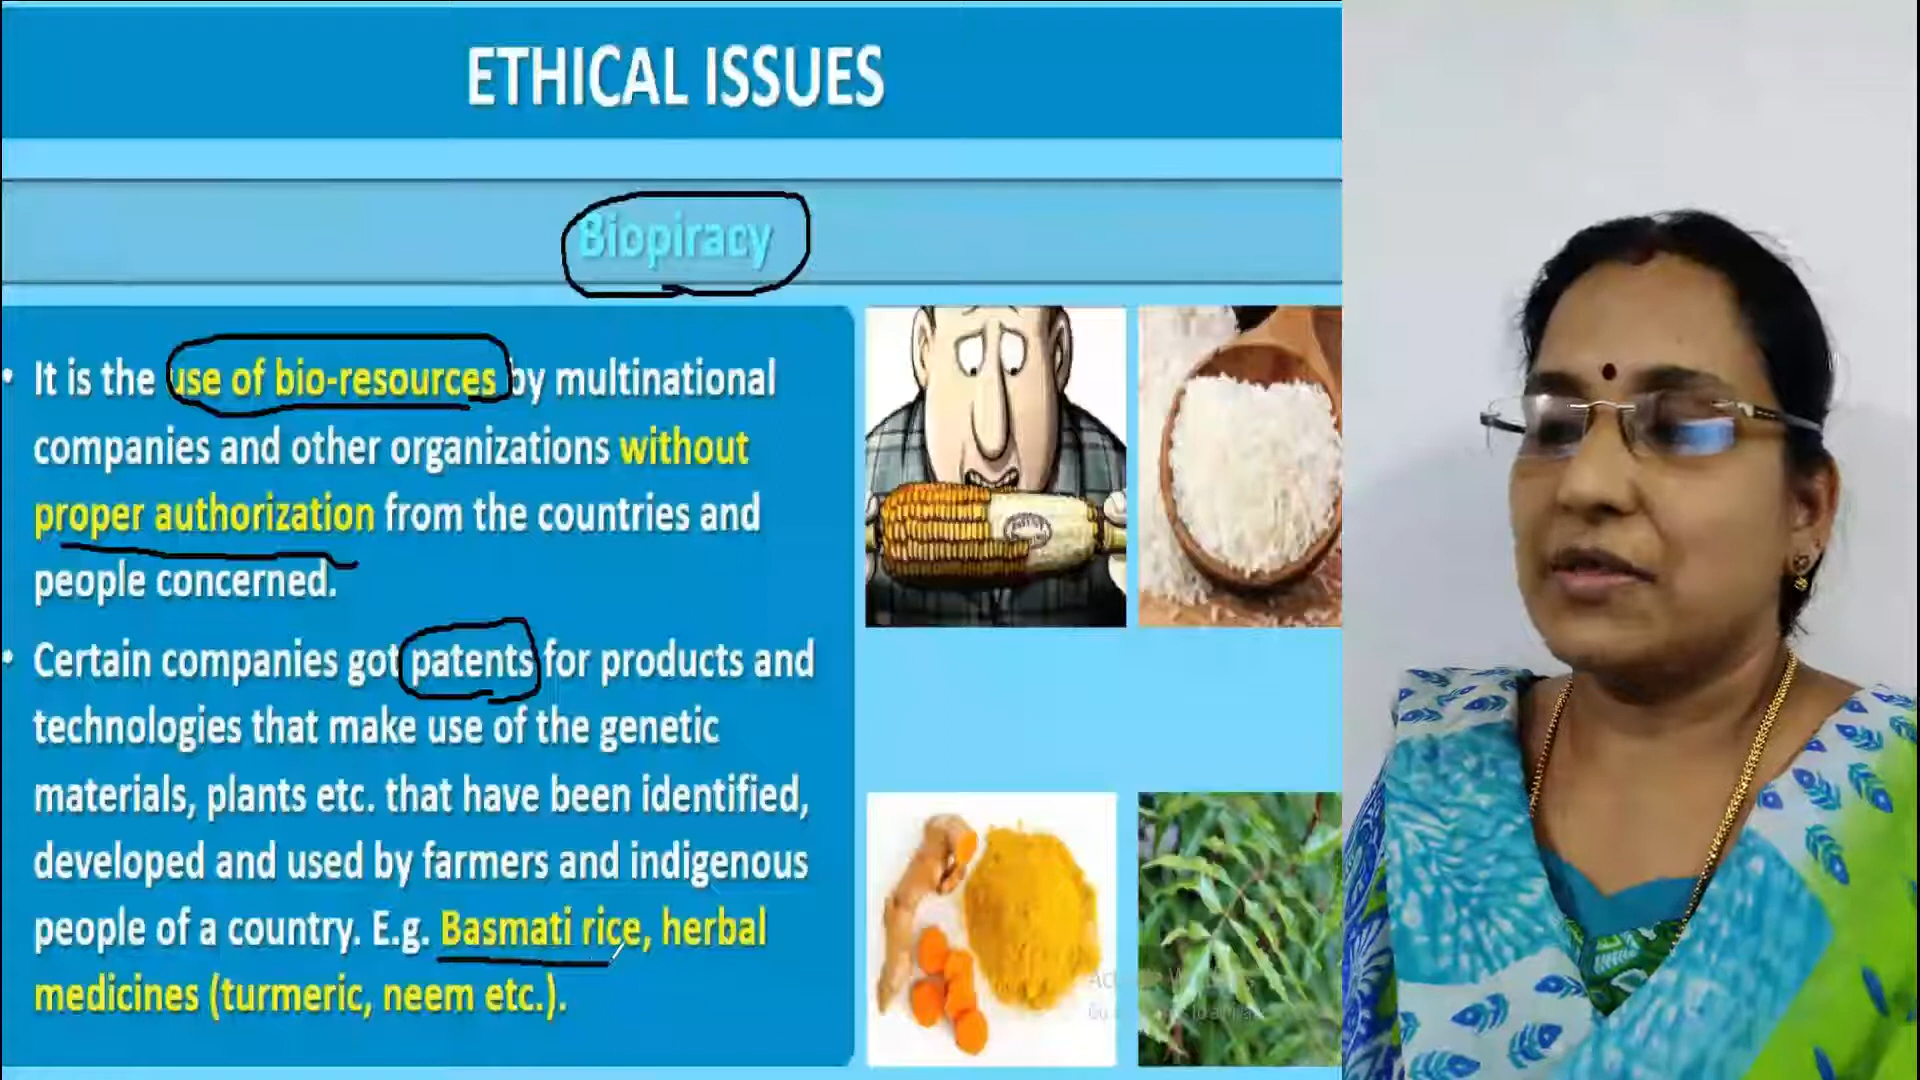 ETHICAL ISSUES
Biopiracy
• It is the use of bio-resources by multinational
companies and other organizations without
proper authorization from the countries and
people concerned.
• Certain companies got patents for products and
technologies that make use of the genetic
materials, plants etc. that have been identified,
developed and used by farmers and indigenous
people of a country. E.g. Basmati rice, herbal
medicines (turmeric, neem etc.).